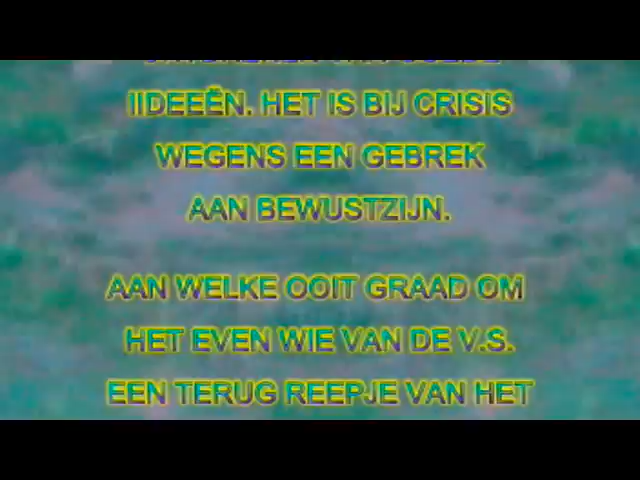 IIDEEËN. HET IS BIJ CRISIS
WEGENS EEN GEBREK
AAN BEWUSTZIJN.
AAN WELKE OOIT GRAAD OM
HET EVEN WIE VAN DE V.S.
EEN TERUG REEPJE VAN HET